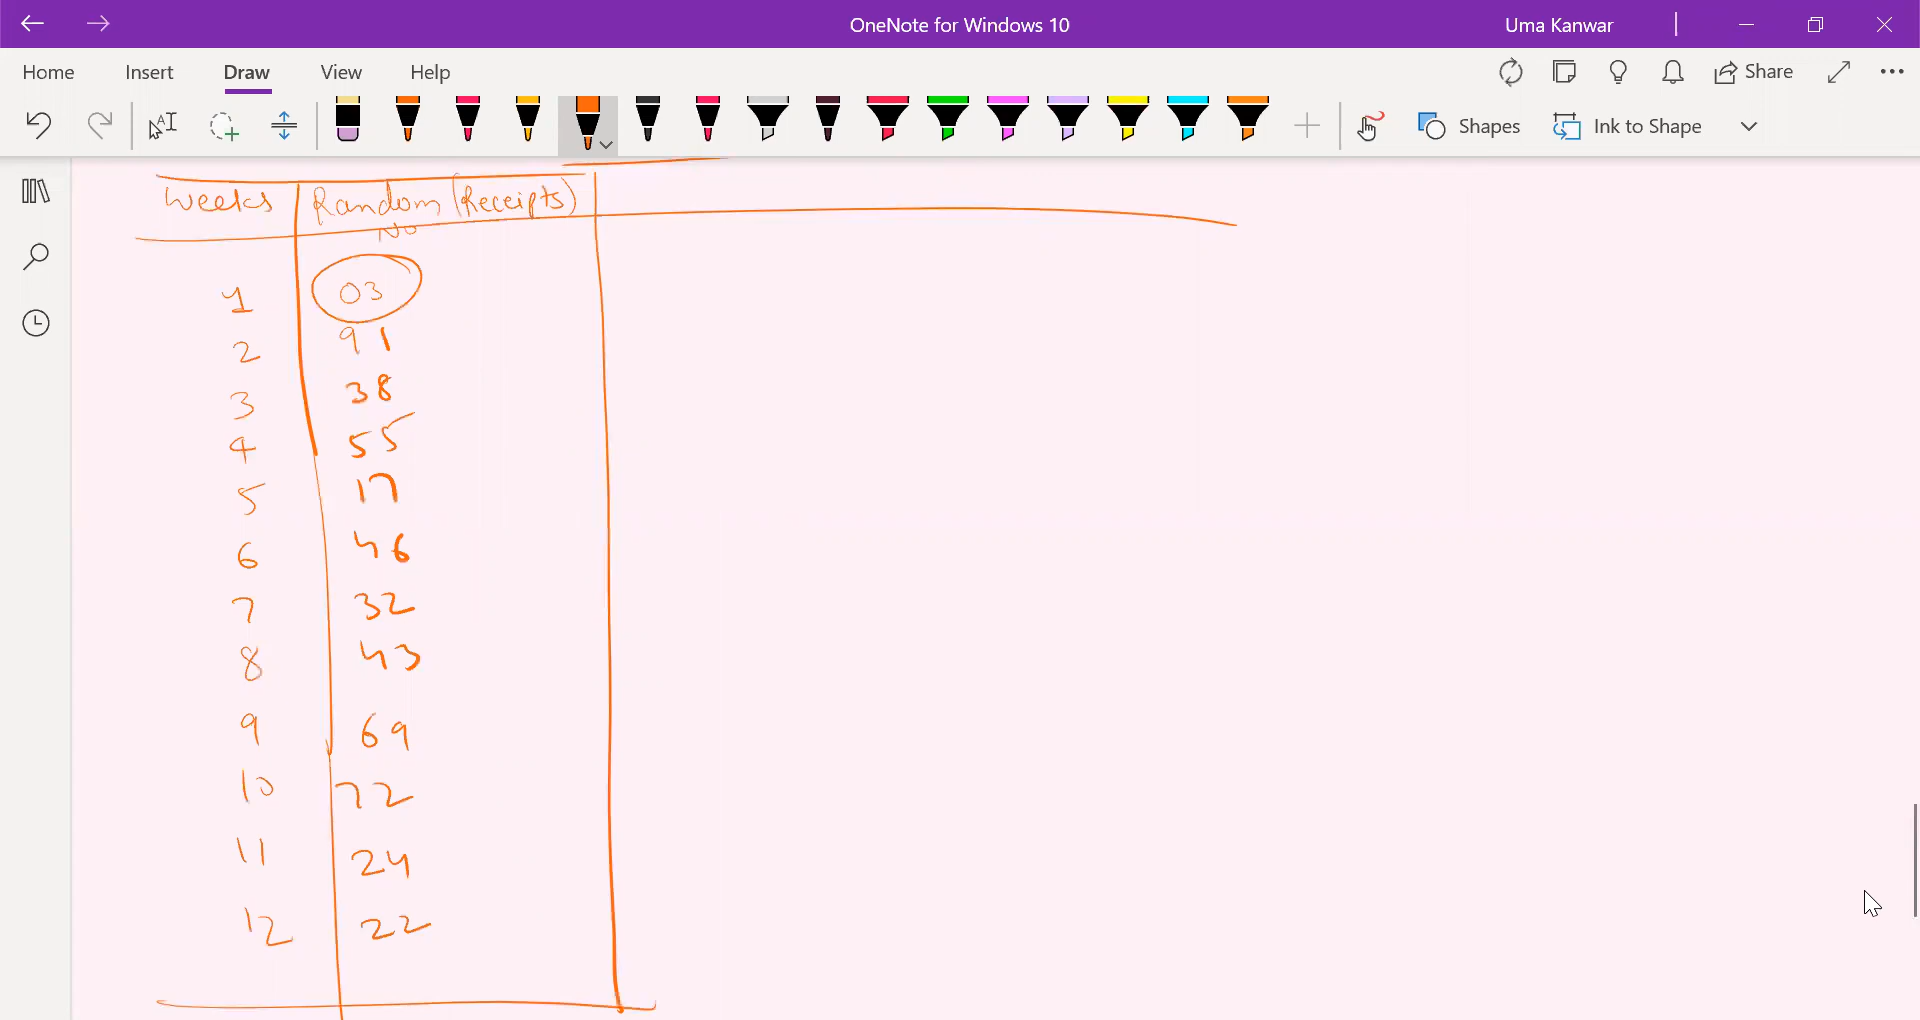 OneNote for Windows 10
Uma Kanwar
Home Insert Draw View Help
Share
Shapes
Ink to Shape
Weeks Random (Receipts)
No
1 03
2 91
3 38
4 55
5 17
6 46
7 32
8 43
9 69
10 72
11 24
12 22